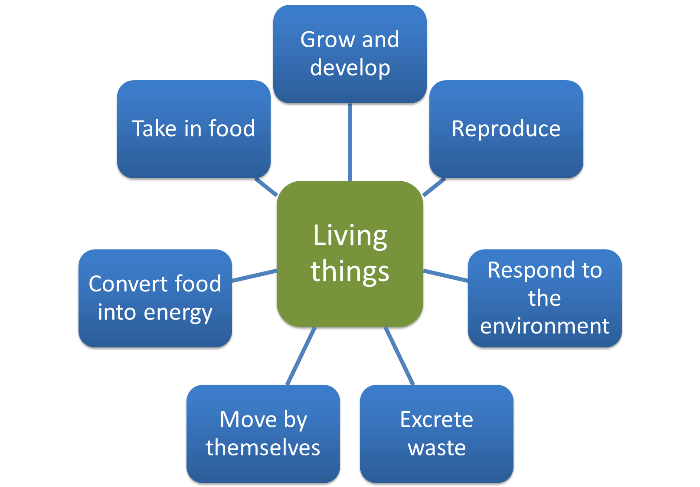 Grow and
develop
Take in food
Reproduce
Living
things
Convert food
into energy
Respond to
the
environment
Move by
themselves
Excrete
waste